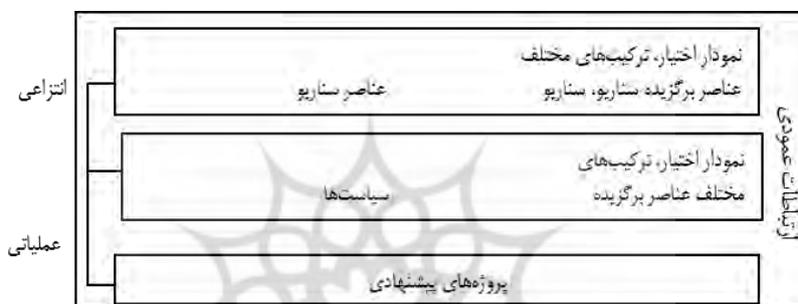 نمودار اختیار، ترکیب‌های مختلف
عناصر برگزیده سناریو، سناریو
عناصر سناریو
انتزاعی
ارتباطات عمودی
نمودار اختیار، ترکیب‌های
مختلف عناصر برگزیده
سیاست‌ها
عملیاتی
پروژه‌های پیشنهادی